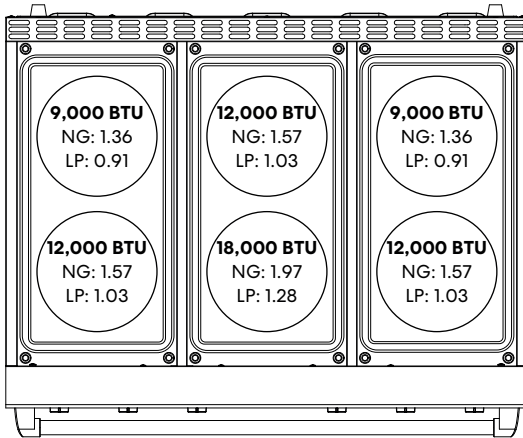 9,000 BTU
NG: 1.36
LP: 0.91
12,000 BTU
NG: 1.57
LP: 1.03
9,000 BTU
NG: 1.36
LP: 0.91
12,000 BTU
NG: 1.57
LP: 1.03
18,000 BTU
NG: 1.97
LP: 1.28
12,000 BTU
NG: 1.57
LP: 1.03